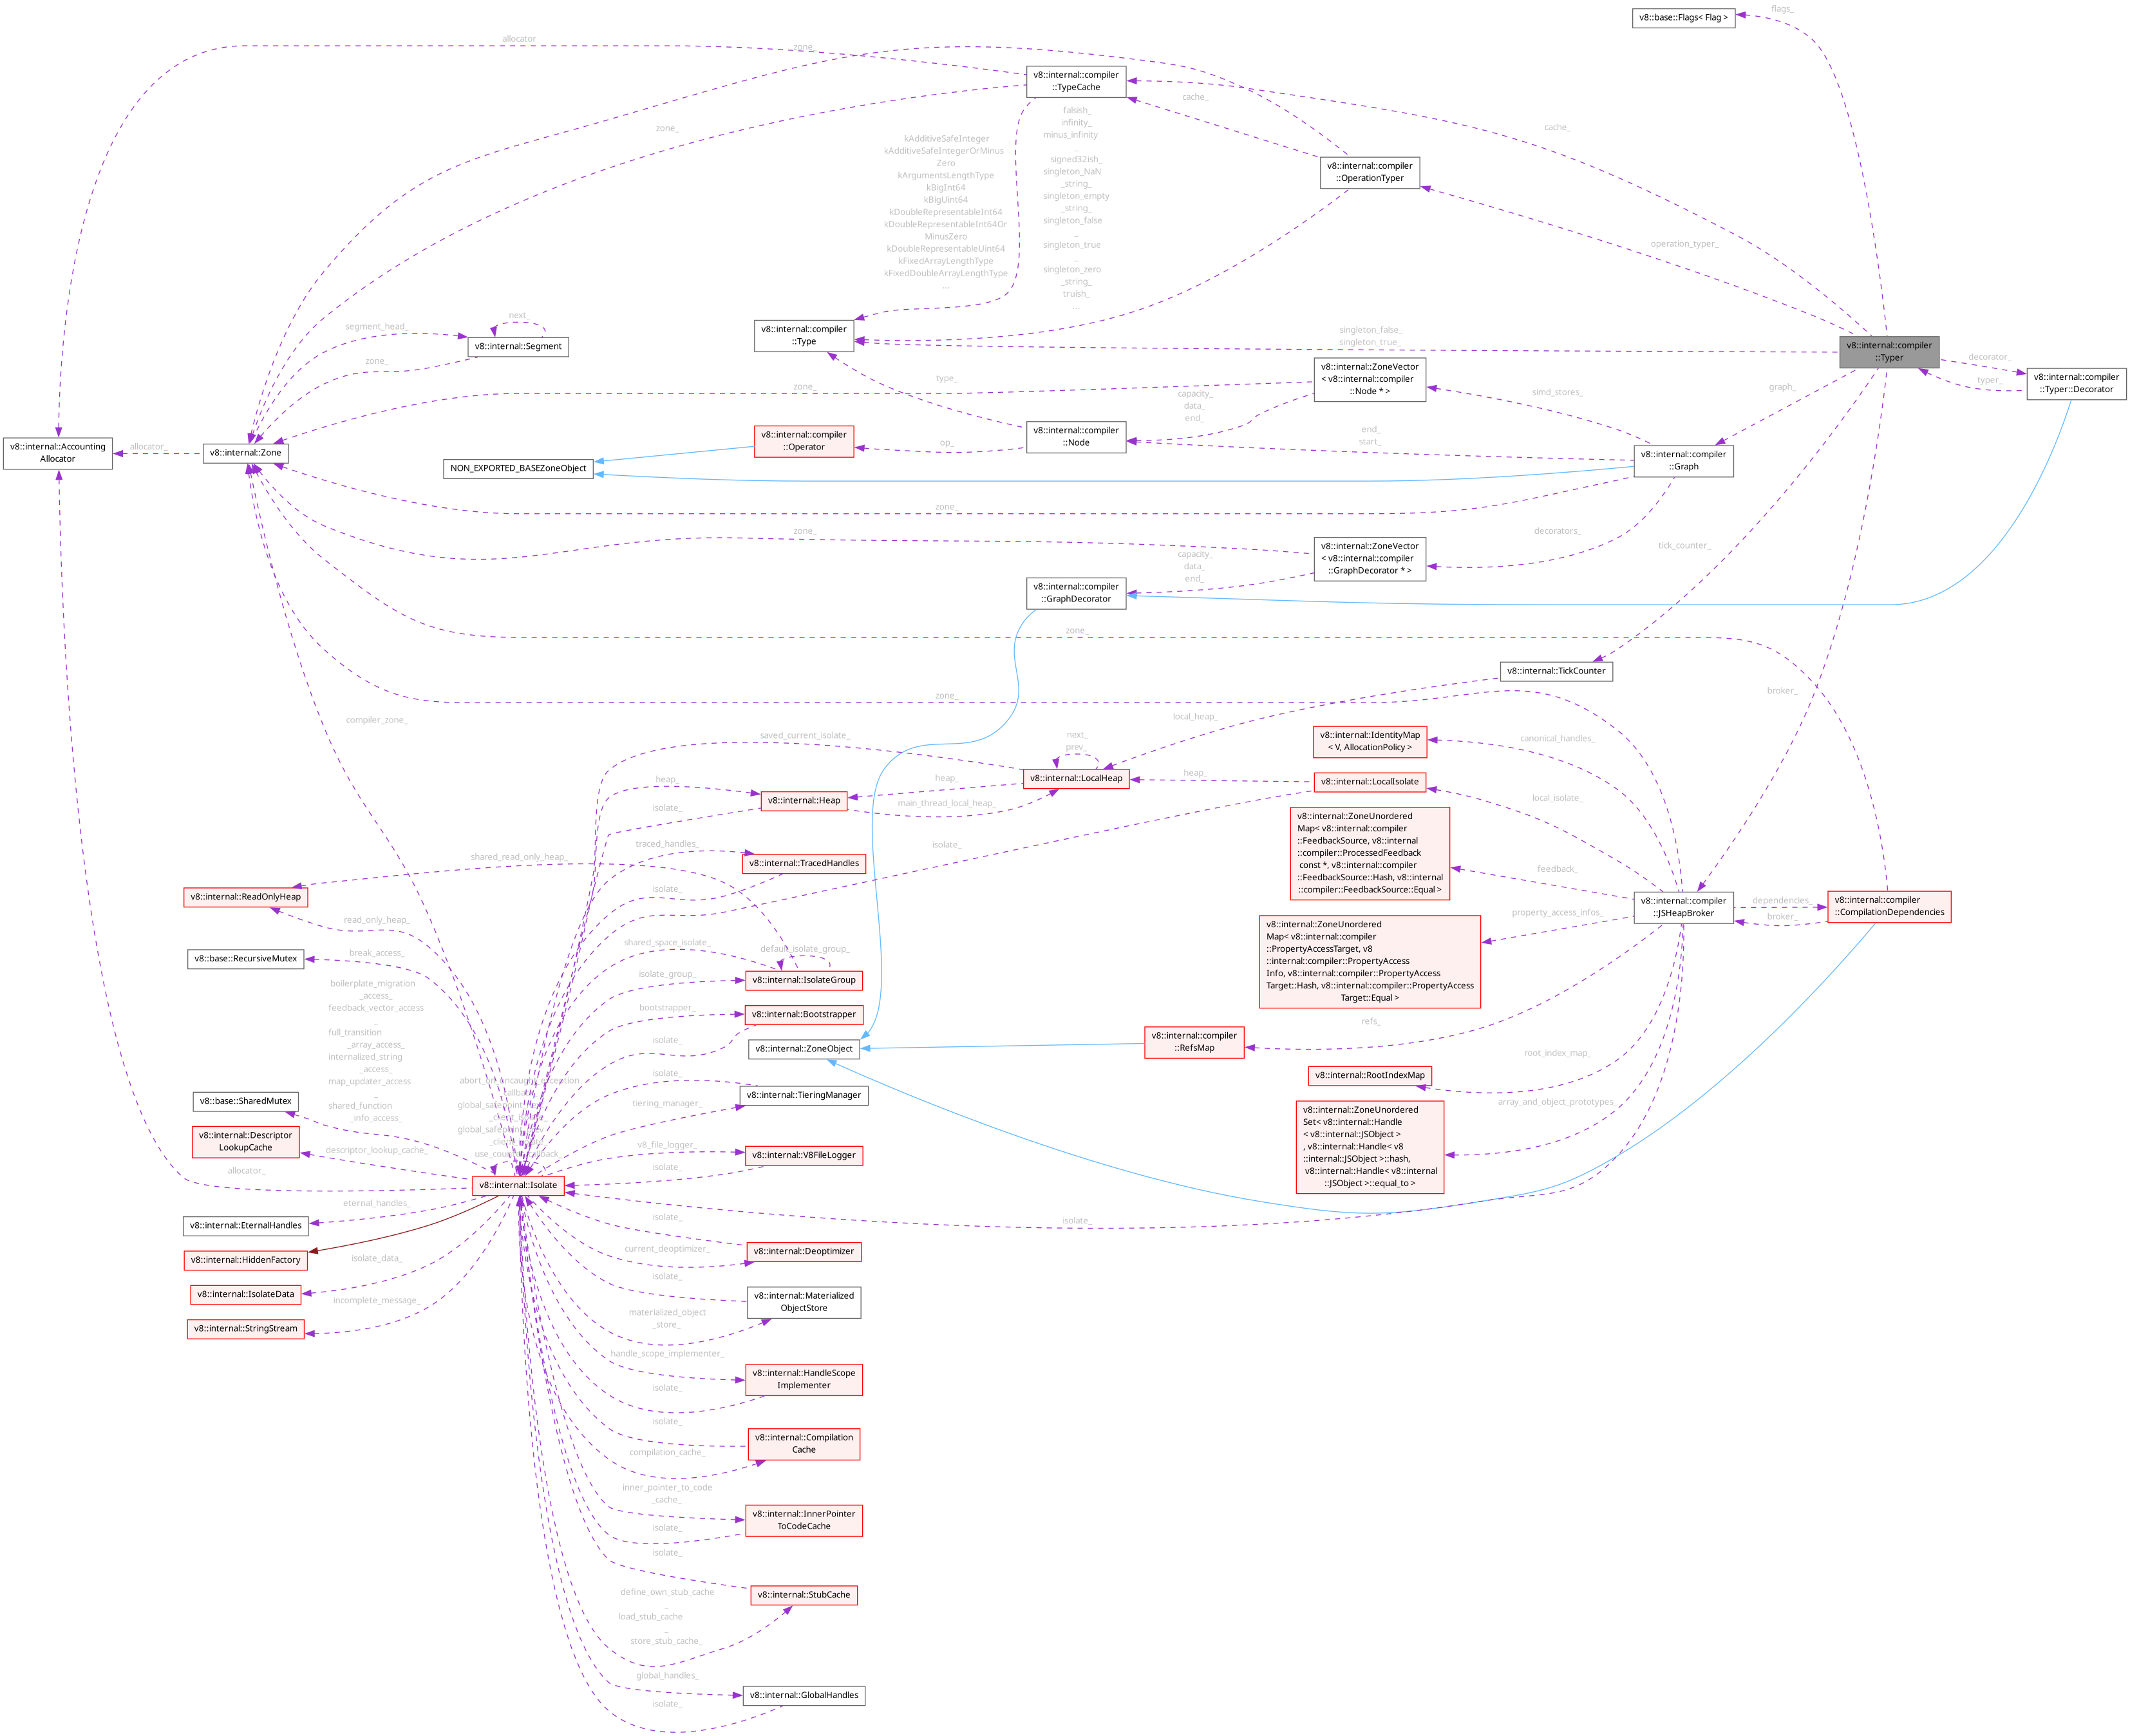 v8::base::Flags< Flag >
flags_
allocator
zone_
v8::internal::compiler
::TypeCache
cache_
zone_
cache_
falsish_
infinity_
minus_infinity
_
signed32ish_
singleton_NaN
_string_
singleton_empty
_string_
singleton_false
_
singleton_true
_
singleton_zero
_string_
truish_
...
kAdditiveSafeInteger
kAdditiveSafeIntegerOrMinus
Zero
kArgumentsLengthType
kBigInt64
kBigUint64
kDoubleRepresentableInt64
kDoubleRepresentableInt64Or
MinusZero
kDoubleRepresentableUint64
kFixedArrayLengthType
kFixedDoubleArrayLengthType
...
v8::internal::compiler
::OperationTyper
operation_typer_
next_
segment_head_
v8::internal::Segment
zone_
v8::internal::compiler
::Type
singleton_false_
singleton_true_
v8::internal::compiler
::Typer
decorator_
typer_
v8::internal::compiler
::Typer::Decorator
type_
zone_
v8::internal::ZoneVector
< v8::internal::compiler
::Node * >
simd_stores_
graph_
capacity_
data_
end_
v8::internal::Accounting
Allocator
allocator_
v8::internal::Zone
v8::internal::compiler
::Operator
op_
v8::internal::compiler
::Node
end_
start_
v8::internal::compiler
::Graph
NON_EXPORTED_BASEZoneObject
zone_
zone_
decorators_
tick_counter_
v8::internal::ZoneVector
< v8::internal::compiler
::GraphDecorator * >
capacity_
data_
end_
v8::internal::compiler
::GraphDecorator
zone_
v8::internal::TickCounter
zone_
broker_
compiler_zone_
local_heap_
saved_current_isolate_
next_
prev_
v8::internal::IdentityMap
< V, AllocationPolicy >
canonical_handles_
heap_
heap_
v8::internal::LocalHeap
heap_
v8::internal::LocalIsolate
local_isolate_
v8::internal::Heap
isolate_
main_thread_local_heap_
v8::internal::ZoneUnordered
Map< v8::internal::compiler
::FeedbackSource, v8::internal
::compiler::ProcessedFeedback
const *, v8::internal::compiler
::FeedbackSource::Hash, v8::internal
::compiler::FeedbackSource::Equal >
feedback_
isolate_
traced_handles_
v8::internal::TracedHandles
shared_read_only_heap_
isolate_
v8::internal::ReadOnlyHeap
read_only_heap_
v8::internal::compiler
::JSHeapBroker
dependencies_
broker_
v8::internal::compiler
::CompilationDependencies
property_access_infos_
v8::internal::ZoneUnordered
Map< v8::internal::compiler
::PropertyAccessTarget, v8
::internal::compiler::PropertyAccess
Info, v8::internal::compiler::PropertyAccess
Target::Hash, v8::internal::compiler::PropertyAccess
Target::Equal >
shared_space_isolate_
default_isolate_group_
v8::base::RecursiveMutex
break_access_
isolate_group_
v8::internal::IsolateGroup
boilerplate_migration
_access_
feedback_vector_access
_
full_transition
_array_access_
internalized_string
_access_
map_updater_access
_
shared_function
_info_access_
bootstrapper_
v8::internal::Bootstrapper
isolate_
v8::internal::ZoneObject
v8::internal::compiler
::RefsMap
refs_
root_index_map_
v8::internal::RootIndexMap
isolate_
v8::internal::TieringManager
tiering_manager_
v8::base::SharedMutex
array_and_object_prototypes_
v8::internal::ZoneUnordered
Set< v8::internal::Handle
< v8::internal::JSObject >
, v8::internal::Handle< v8
::internal::JSObject >::hash,
v8::internal::Handle< v8::internal
::JSObject >::equal_to >
v8::internal::Descriptor
LookupCache
descriptor_lookup_cache_
v8_file_logger_
v8::internal::V8FileLogger
isolate_
allocator_
v8::internal::Isolate
isolate_
eternal_handles_
v8::internal::EternalHandles
v8::internal::HiddenFactory
isolate_
current_deoptimizer_
v8::internal::Deoptimizer
isolate_data_
v8::internal::IsolateData
isolate_
v8::internal::Materialized
ObjectStore
incomplete_message_
v8::internal::StringStream
materialized_object
_store_
handle_scope_implementer_
v8::internal::HandleScope
Implementer
isolate_
isolate_
v8::internal::Compilation
Cache
compilation_cache_
inner_pointer_to_code
_cache_
v8::internal::InnerPointer
ToCodeCache
isolate_
isolate_
v8::internal::StubCache
define_own_stub_cache
_
load_stub_cache
_
store_stub_cache_
global_handles_
v8::internal::GlobalHandles
isolate_